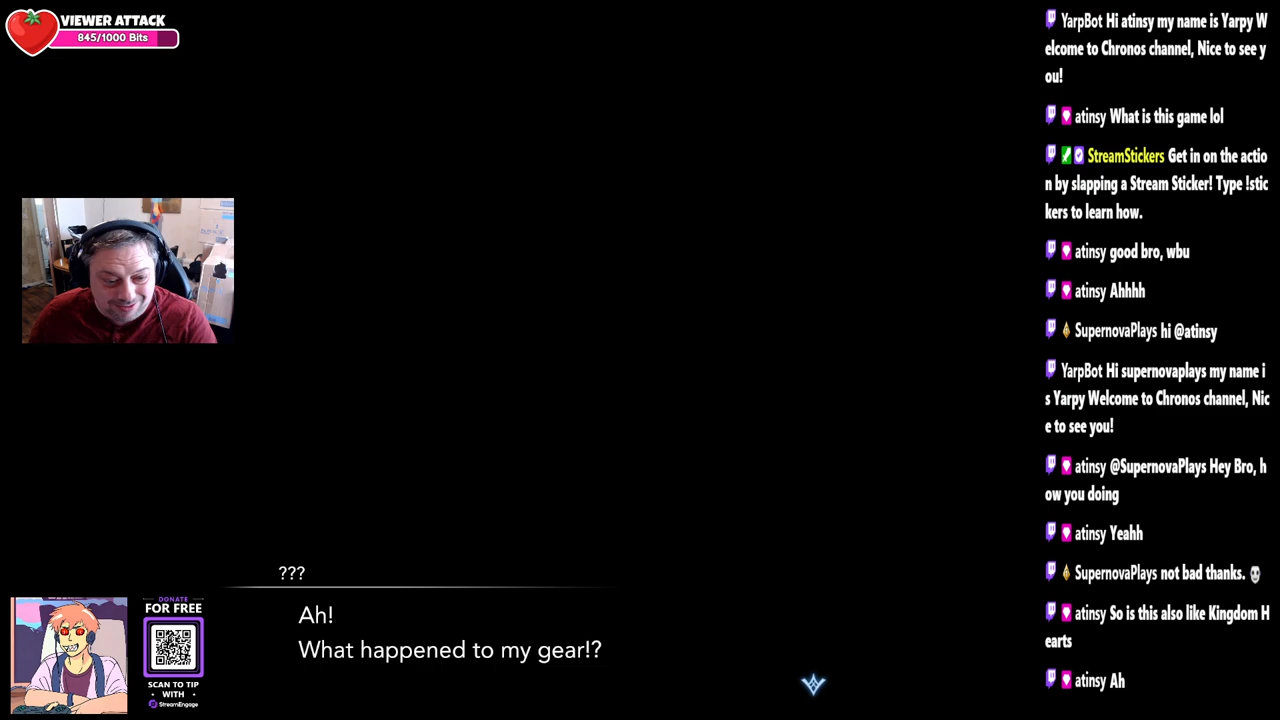 VIEWER ATTACK
845/1000 Bits
???
Ah!
What happened to my gear!?
DONATE
FOR FREE
SCAN TO TIP
• WITH •
StreamEngage
YarpBot Hi atinsy my name is Yarpy W
elcome to Chronos channel, Nice to see y
ou!
atinsy What is this game lol
StreamStickers Get in on the actio
n by slapping a Stream Sticker! Type !stic
kers to learn how.
atinsy good bro, wbu
atinsy Ahhhh
SupernovaPlays hi @atinsy
YarpBot Hi supernovaplays my name i
s Yarpy Welcome to Chronos channel, Nic
e to see you!
atinsy @SupernovaPlays Hey Bro, h
ow you doing
atinsy Yeahh
SupernovaPlays not bad thanks. 💀
atinsy So is this also like Kingdom H
earts
atinsy Ah